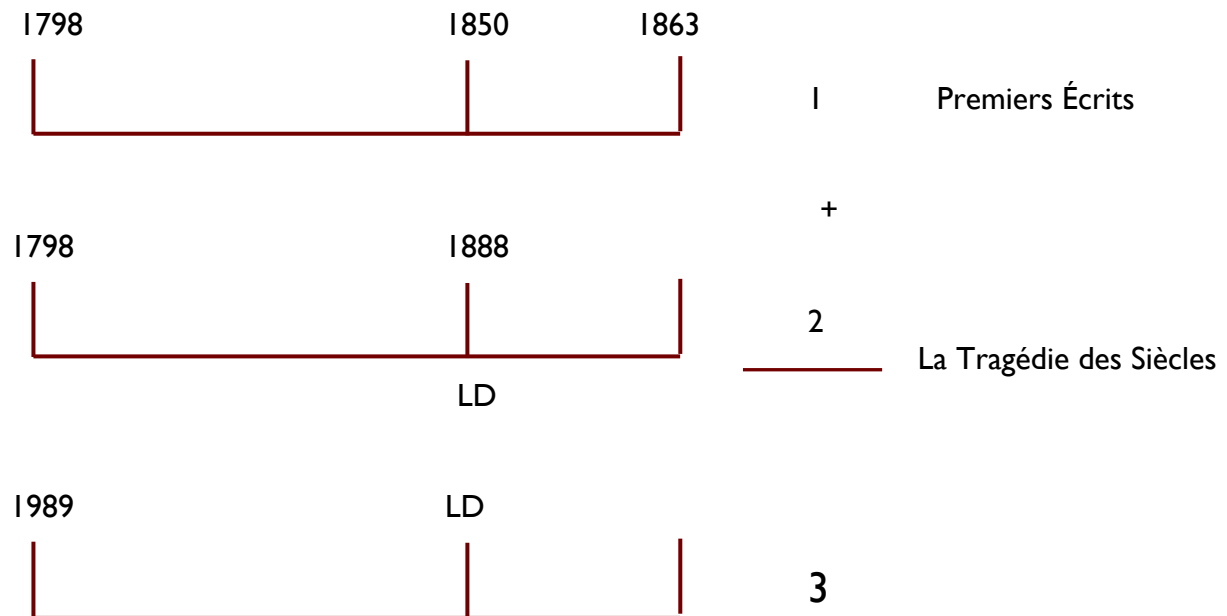 1798 1850 1863
1 Premiers Écrits
+
1798 1888
2
La Tragédie des Siècles
LD
1989 LD
3